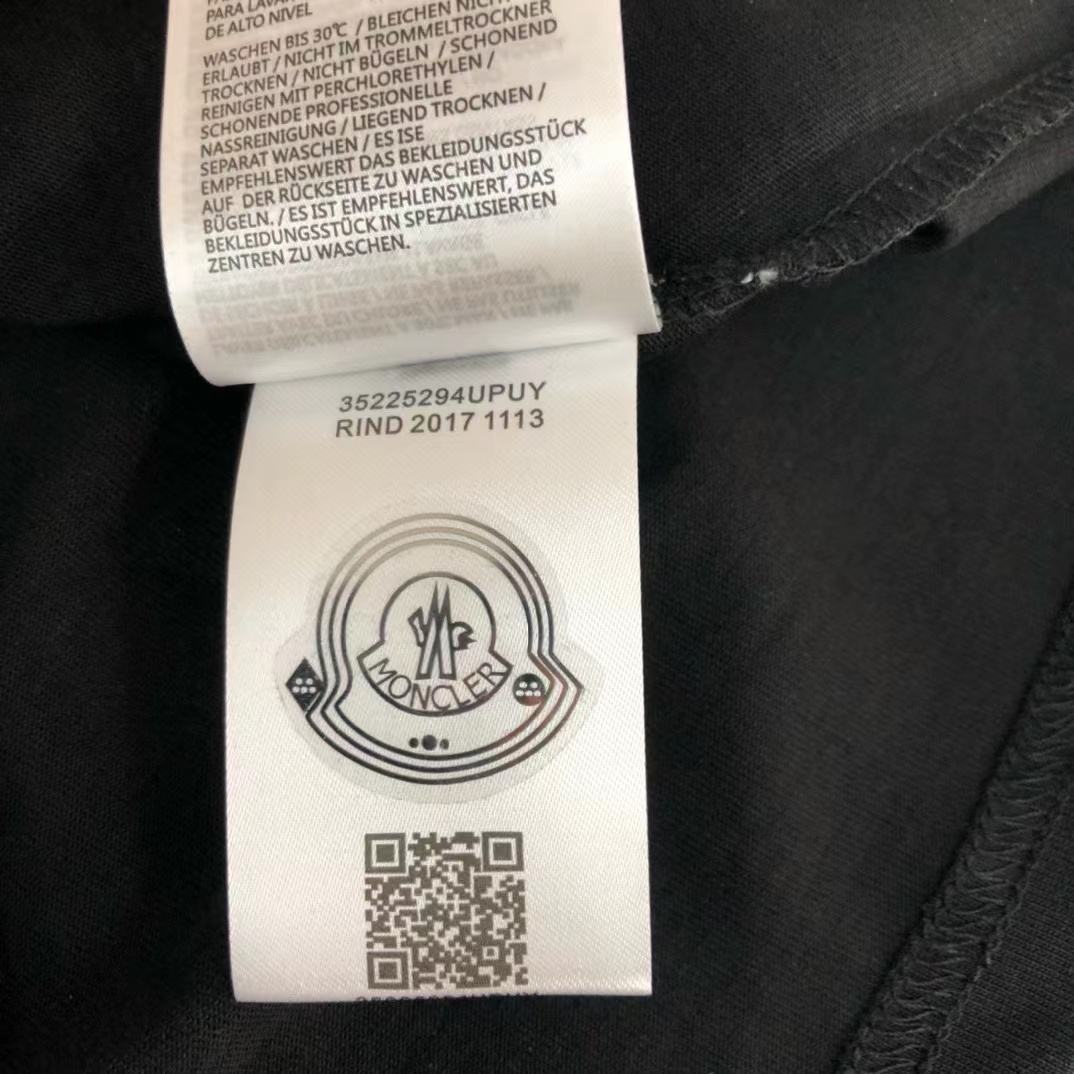 PARA LAVAR
DE ALTO NIVEL
WASCHEN BIS 30℃ / BLEICHEN NICHT
ERLAUBT / NICHT IM TROMMELTROCKNER
TROCKNEN / NICHT BÜGELN / SCHONEND
REINIGEN MIT PERCHLORETHYLEN /
SCHONENDE PROFESSIONELLE
NASSREINIGUNG / LIEGEND TROCKNEN /
SEPARAT WASCHEN / ES ISE
EMPFEHLENSWERT DAS BEKLEIDUNGSSTÜCK
AUF DER RÜCKSEITE ZU WASCHEN UND
BÜGELN. / ES IST EMPFEHLENSWERT, DAS
BEKLEIDUNGSSTÜCK IN SPEZIALISIERTEN
ZENTREN ZU WASCHEN.
35225294UPUY
RIND 2017 1113
MONCLER